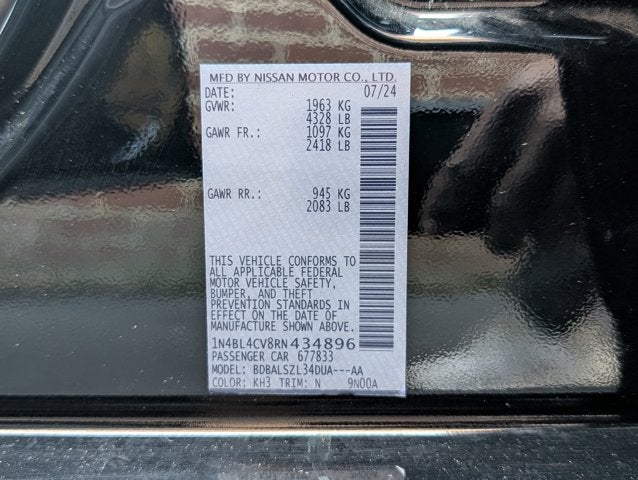 MFD BY NISSAN MOTOR CO., LTD.
DATE: 07/24
GVWR: 1963 KG
4328 LB
GAWR FR.: 1097 KG
2418 LB
GAWR RR.: 945 KG
2083 LB
THIS VEHICLE CONFORMS TO
ALL APPLICABLE FEDERAL
MOTOR VEHICLE SAFETY,
BUMPER, AND THEFT
PREVENTION STANDARDS IN
EFFECT ON THE DATE OF
MANUFACTURE SHOWN ABOVE.
1N4BL4CV8RN434896
PASSENGER CAR 677833
MODEL: BDBALSZL34DUA---AA
COLOR: KH3 TRIM: N 9N00A